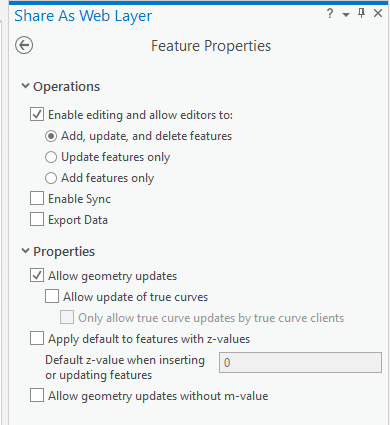 Share As Web Layer ?
Feature Properties
Operations
Enable editing and allow editors to:
Add, update, and delete features
Update features only
Add features only
Enable Sync
Export Data
Properties
Allow geometry updates
Allow update of true curves
Only allow true curve updates by true curve clients
Apply default to features with z-values
Default z-value when inserting 0
or updating features
Allow geometry updates without m-value